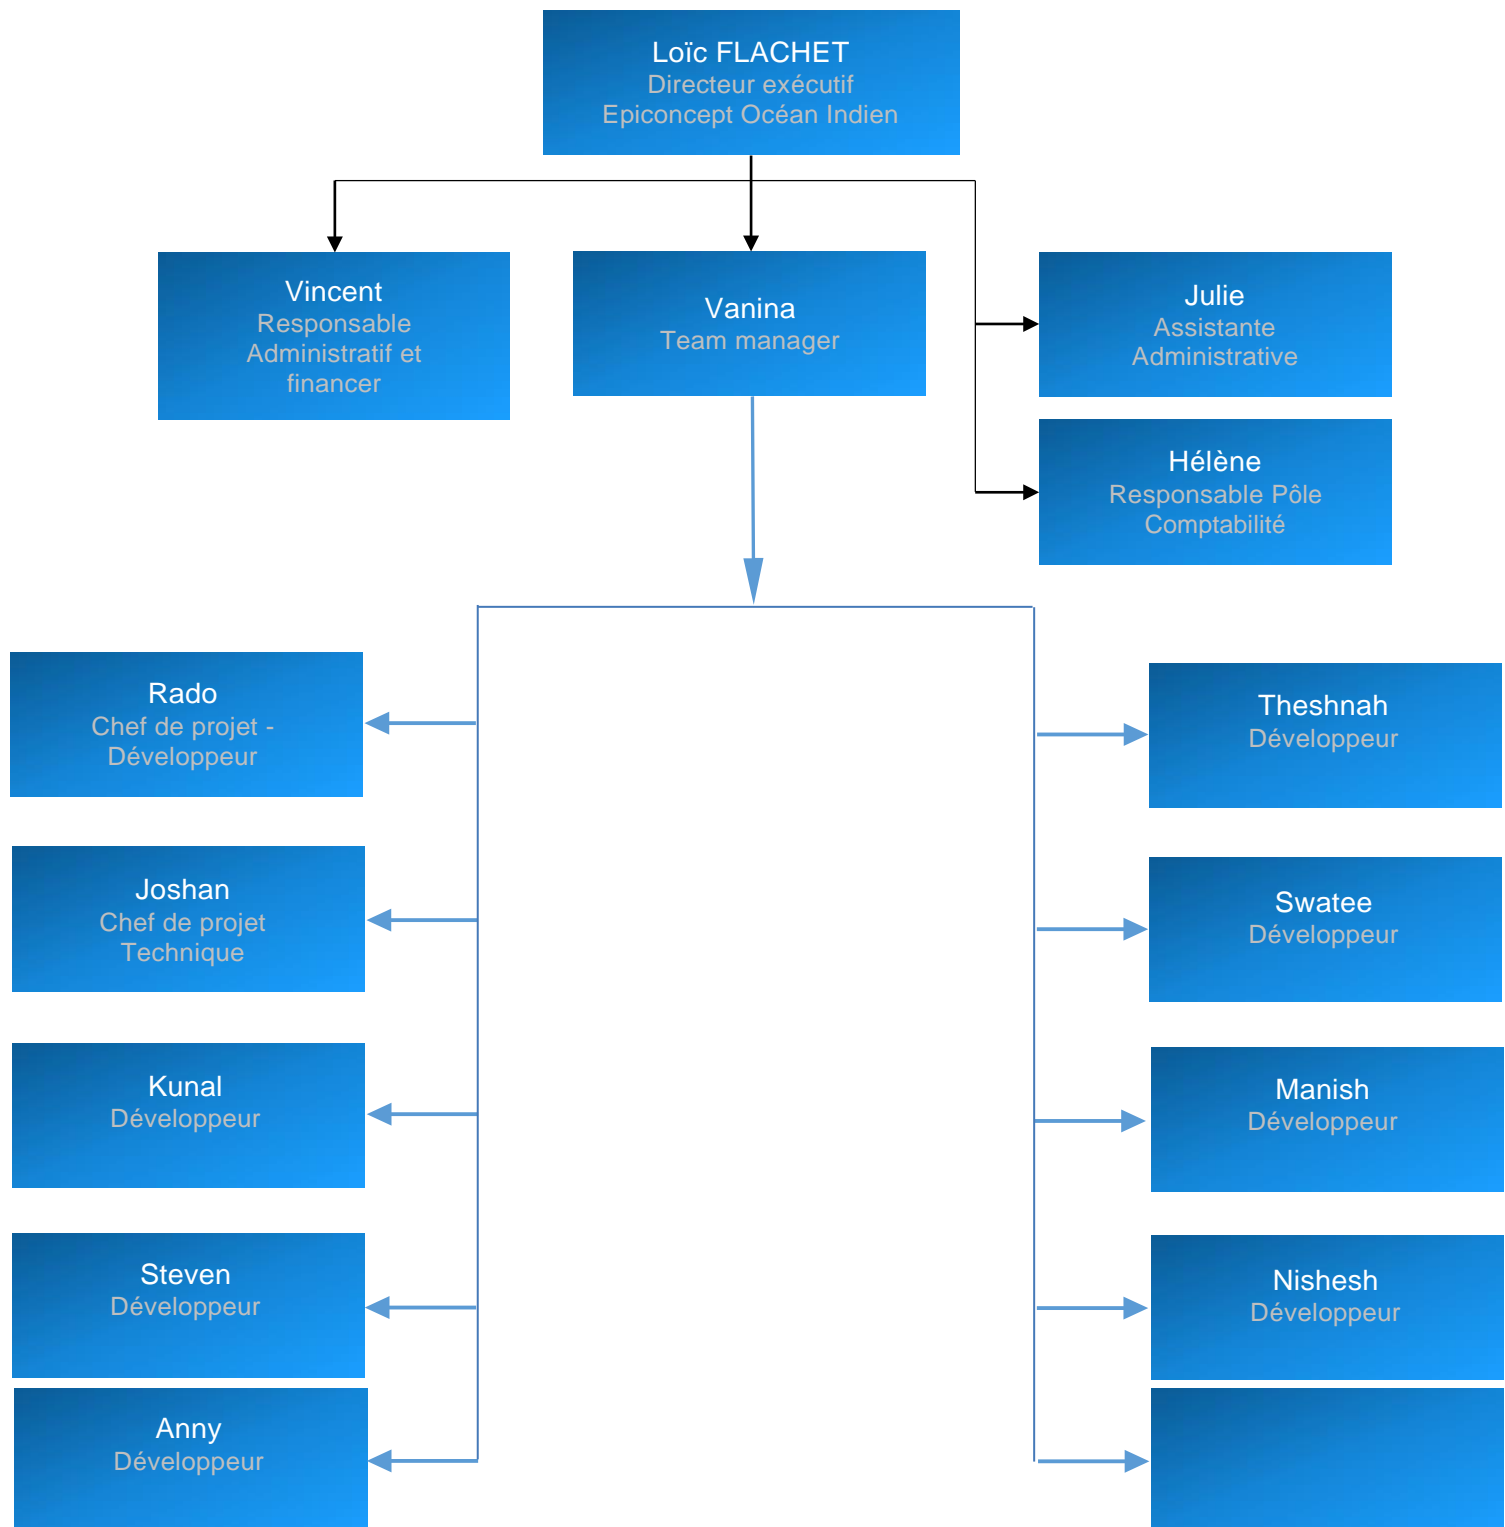 Loïc FLACHET
Directeur exécutif
Epiconcept Océan Indien
Vincent
Responsable
Administratif et
financer
Vanina
Team manager
Julie
Assistante
Administrative
Hélène
Responsable Pôle
Comptabilité
Rado
Chef de projet -
Développeur
Theshnah
Développeur
Joshan
Chef de projet
Technique
Swatee
Développeur
Kunal
Développeur
Manish
Développeur
Steven
Développeur
Nishesh
Développeur
Anny
Développeur